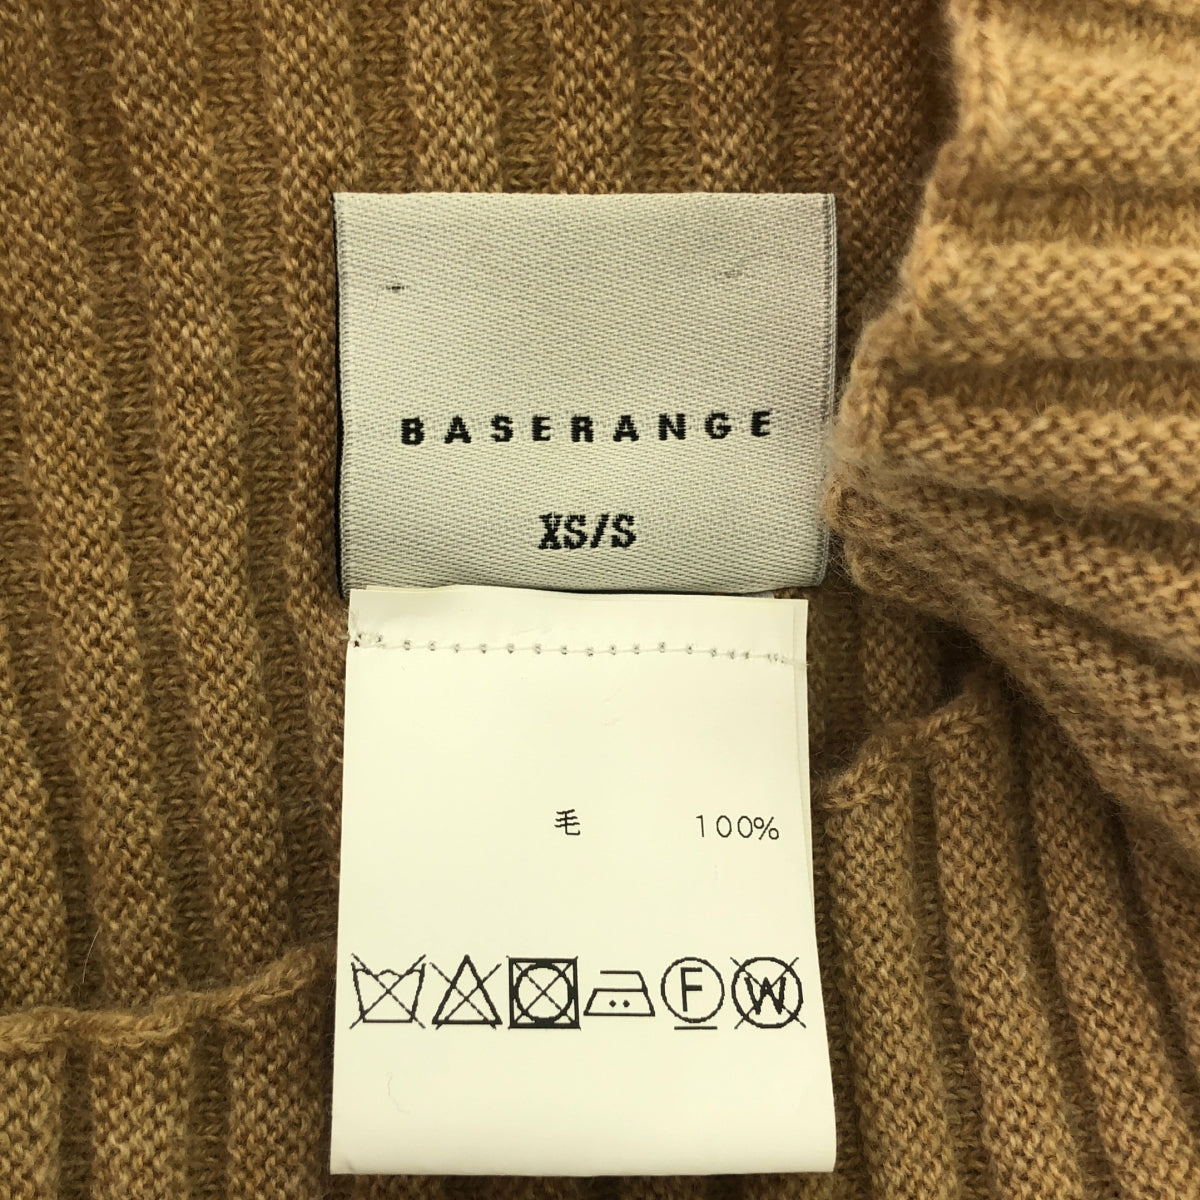 BASERANGE
XS/S
毛 100%
F W